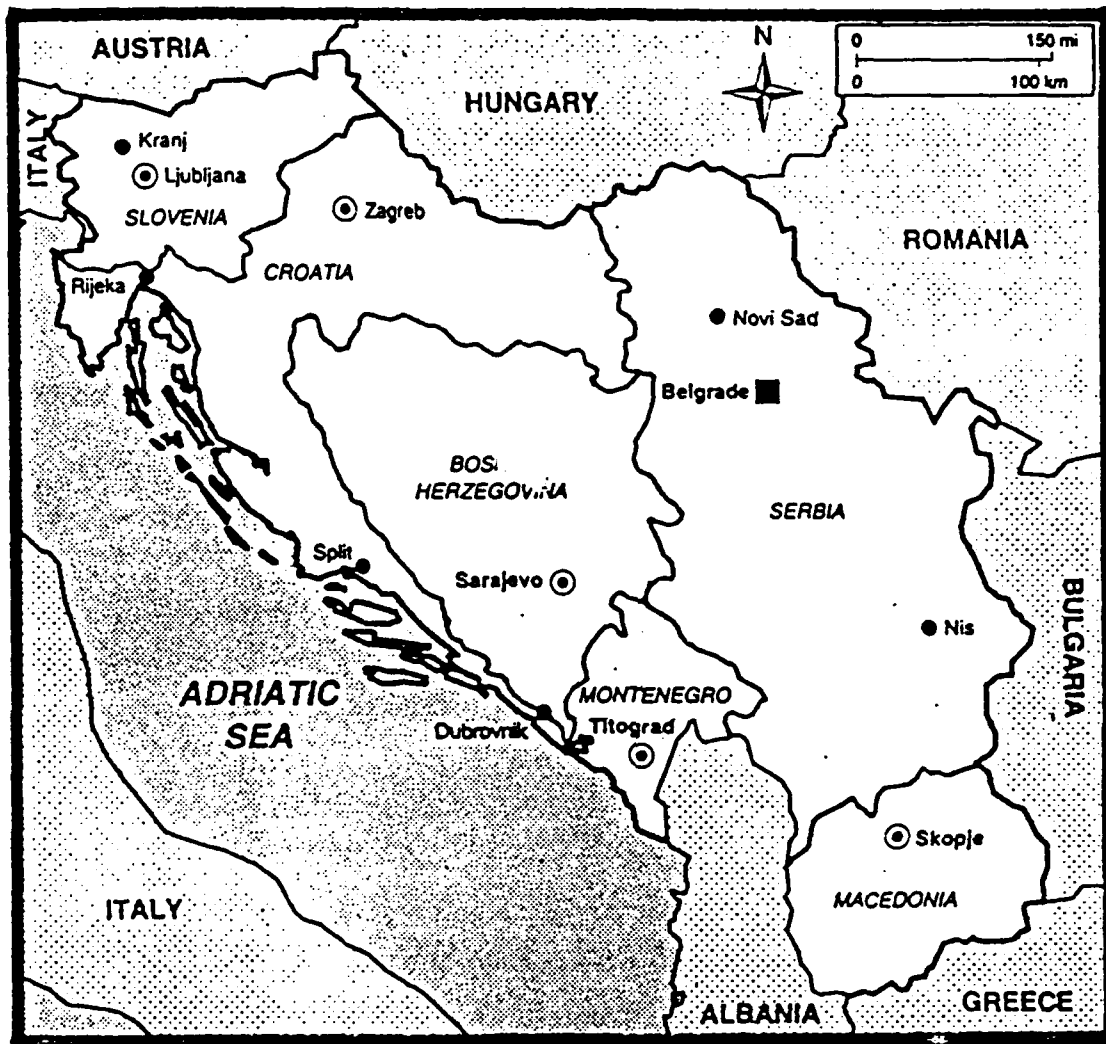 AUSTRIA
N
0 150 mi
0 100 km
HUNGARY
ITALY
Kranj
Ljubljana
SLOVENIA
Zagreb
ROMANIA
CROATIA
Rijeka
Novi Sad
Belgrade
HERZEGOVINA
SERBIA
Split
Sarajevo
BULGARIA
Nis
ADRIATIC
SEA
MONTENEGRO
Titograd
Dubrovnik
Skopje
MACEDONIA
ITALY
ALBANIA
GREECE